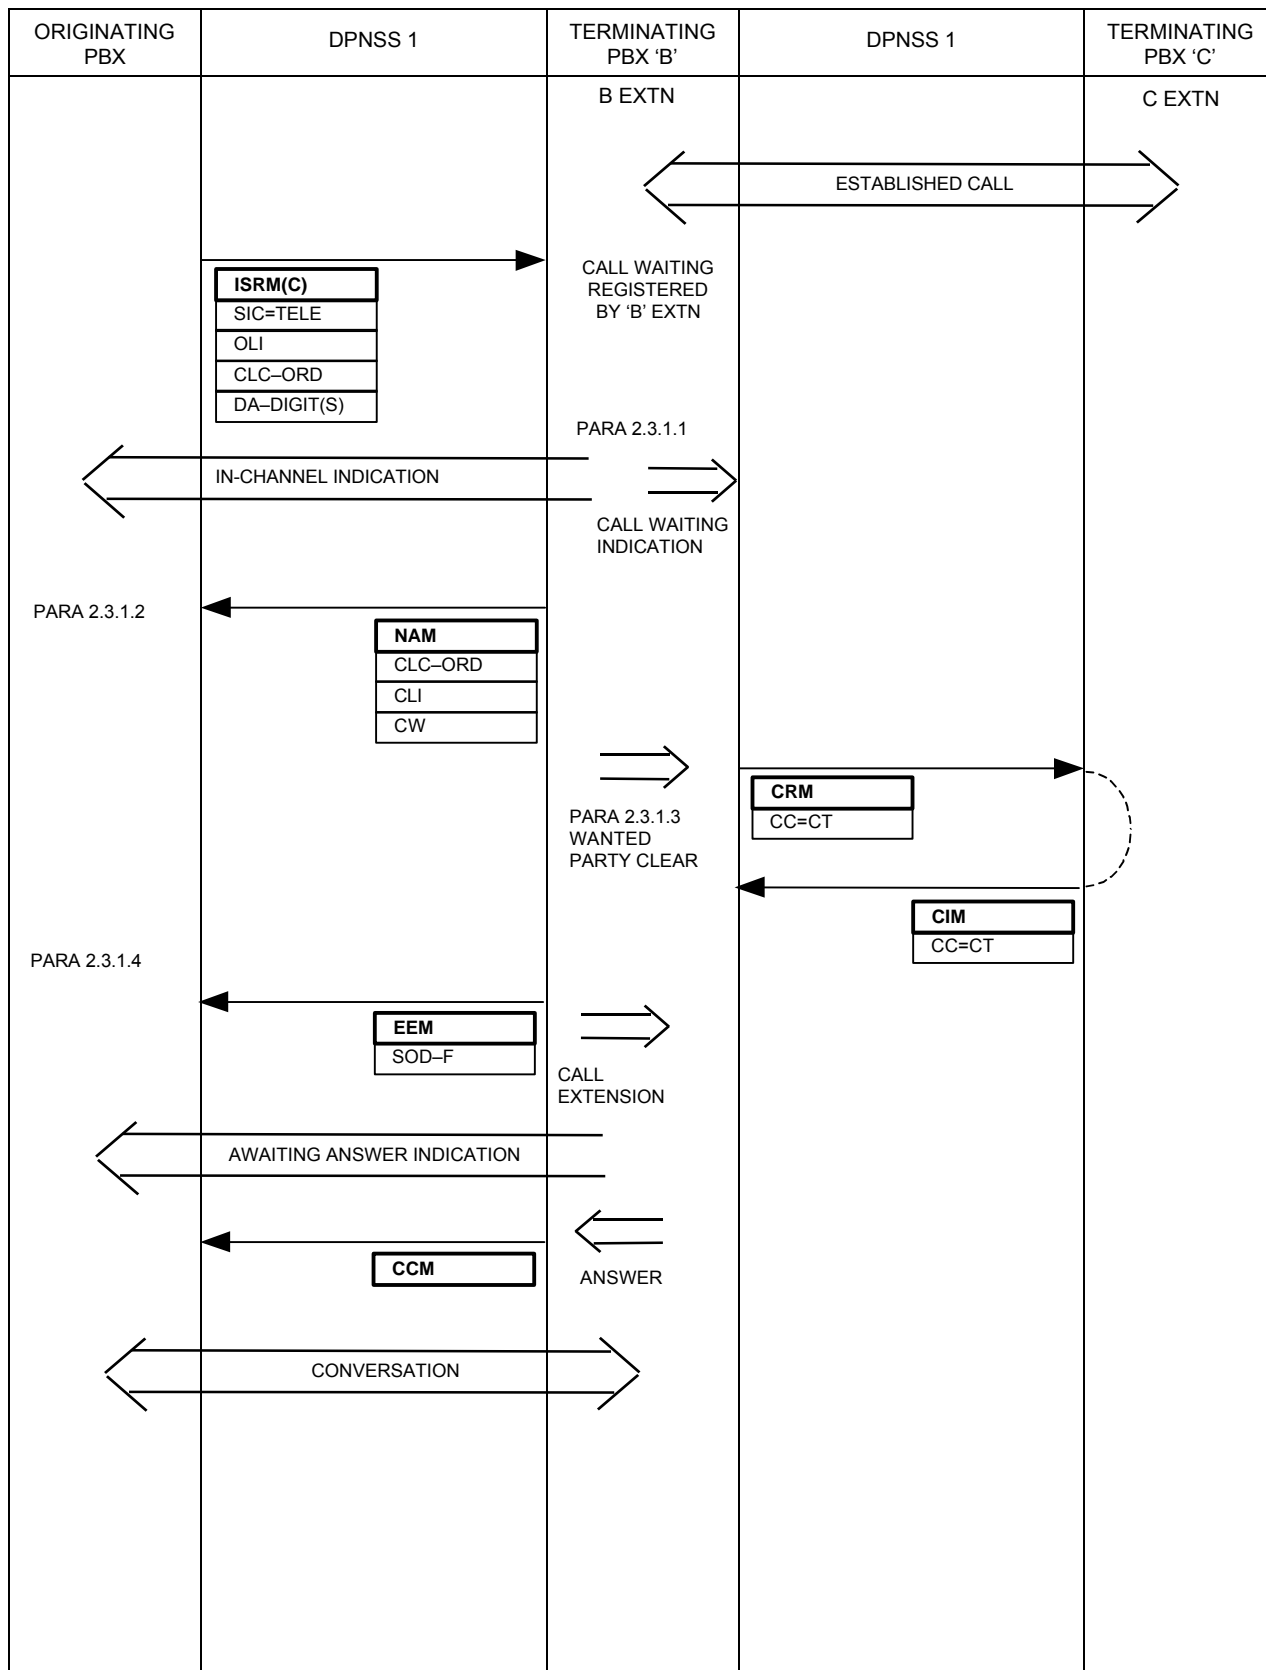 ORIGINATING
PBX
DPNSS 1
TERMINATING
PBX ‘B’
DPNSS 1
TERMINATING
PBX ‘C’
B EXTN
C EXTN
ESTABLISHED CALL
CALL WAITING
REGISTERED
BY ‘B’ EXTN
ISRM(C)
SIC=TELE
OLI
CLC–ORD
DA–DIGIT(S)
PARA 2.3.1.1
IN-CHANNEL INDICATION
CALL WAITING
INDICATION
PARA 2.3.1.2
NAM
CLC–ORD
CLI
CW
PARA 2.3.1.3
WANTED
PARTY CLEAR
CRM
CC=CT
CIM
CC=CT
PARA 2.3.1.4
EEM
SOD–F
CALL
EXTENSION
AWAITING ANSWER INDICATION
CCM
ANSWER
CONVERSATION